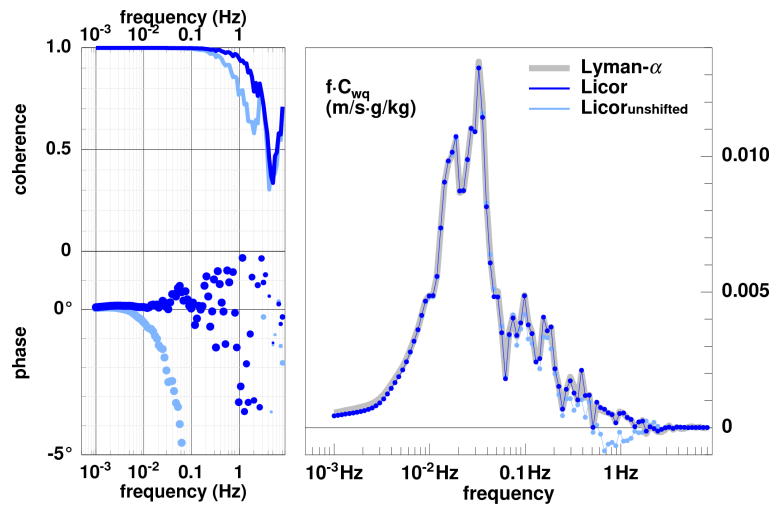 frequency (Hz)
10-3 10-2 0.1 1
1.0
coherence
0.5
0
0°
phase
-5°
10-3 10-2 0.1 1
frequency (Hz)
f·Cwq
(m/s·g/kg)
Lyman-α
Licor
Licorunshifted
0.010
0.005
0
10-3Hz 10-2Hz 0.1Hz 1Hz
frequency